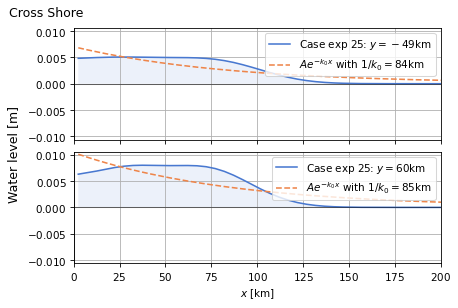 Cross Shore
0.010
0.005
0.000
−0.005
−0.010
Case exp 25: y = −49km
Ae^{−k₀x} with 1/k₀ = 84km
Water level [m]
0.010
0.005
0.000
−0.005
−0.010
Case exp 25: y = 60km
Ae^{−k₀x} with 1/k₀ = 85km
0 25 50 75 100 125 150 175 200
x [km]